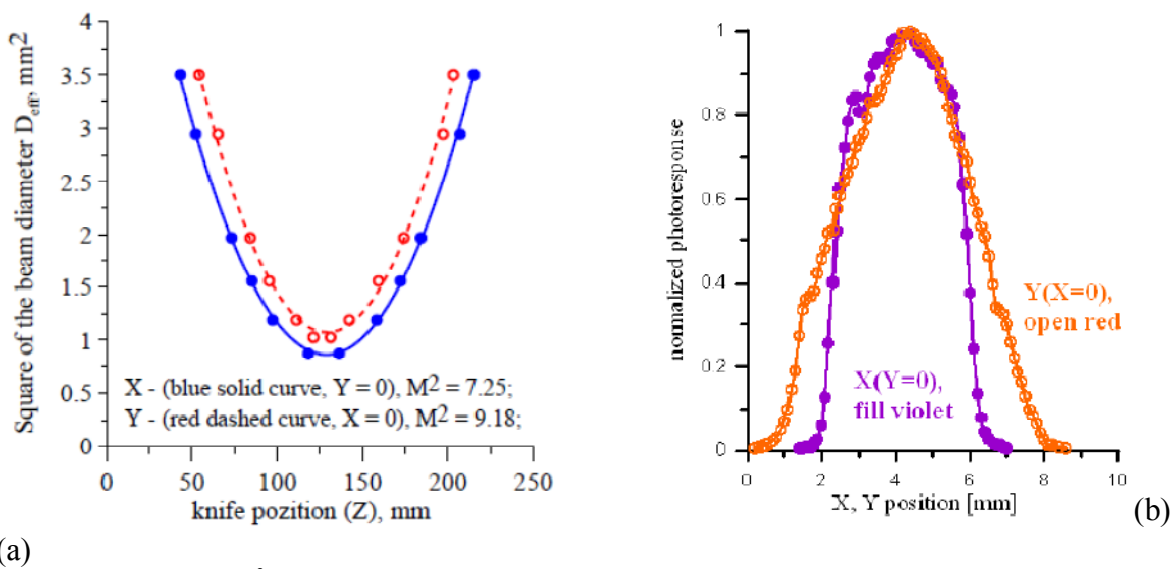 Square of the beam diameter Deff, mm2
4
3.5
3
2.5
2
1.5
1
0.5
0
0
50
100
150
200
250
X - (blue solid curve, Y = 0), M2 = 7.25;
Y - (red dashed curve, X = 0), M2 = 9.18;
knife pozition (Z), mm
(a)
normalized photoresponse
1
0.8
0.6
0.4
0.2
0
0
2
4
6
8
10
Y(X=0),
open red
X(Y=0),
fill violet
X, Y position [mm]
(b)